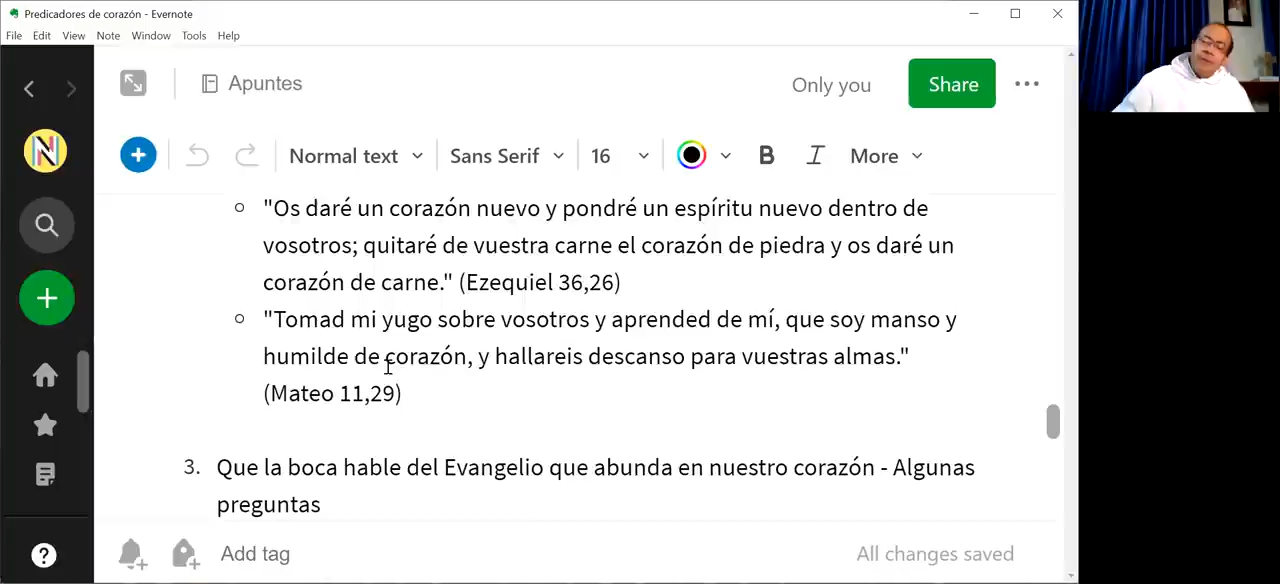 Predicadores de corazón - Evernote
File Edit View Note Window Tools Help
Apuntes
Only you
Share
Normal text
Sans Serif
16
B
I
More
"Os daré un corazón nuevo y pondré un espíritu nuevo dentro de
vosotros; quitaré de vuestra carne el corazón de piedra y os daré un
corazón de carne." (Ezequiel 36,26)
"Tomad mi yugo sobre vosotros y aprended de mí, que soy manso y
humilde de corazón, y hallareis descanso para vuestras almas."
(Mateo 11,29)
3. Que la boca hable del Evangelio que abunda en nuestro corazón - Algunas
preguntas
Add tag
All changes saved